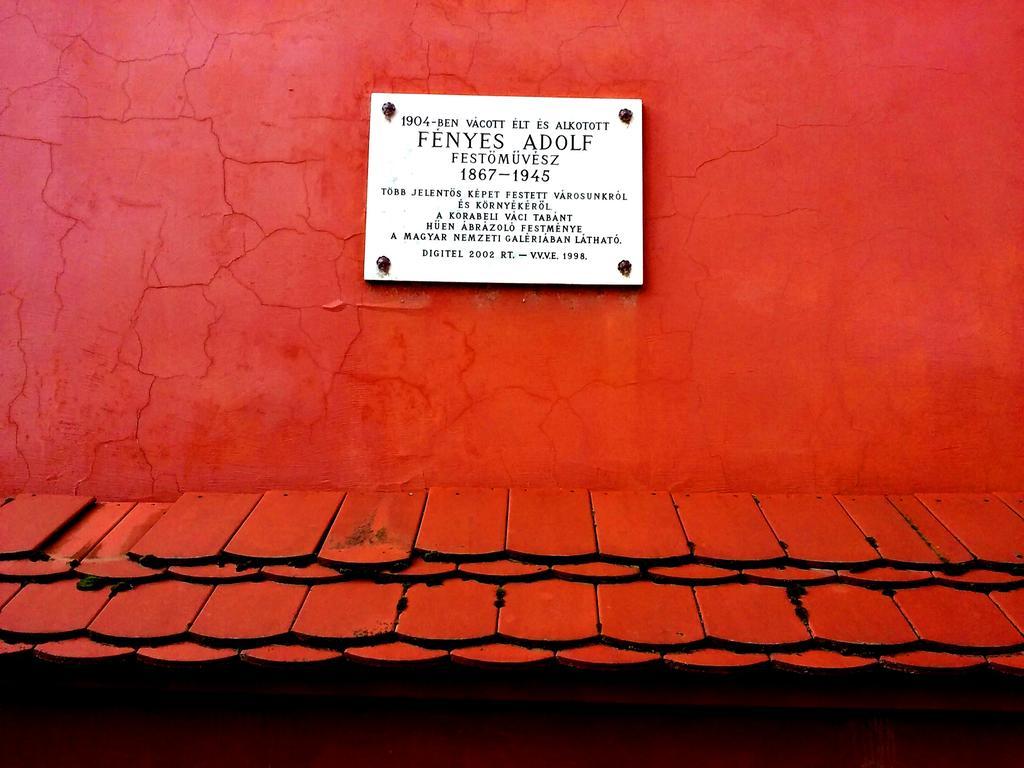 1904-BEN VÁCOTT ÉLT ÉS ALKOTOTT
FÉNYES ADOLF
FESTŐMŰVÉSZ
1867—1945
TÖBB JELENTŐS KÉPET FESTETT VÁROSUNKRÓL
ÉS KÖRNYÉKÉRŐL.
A KORABELI VÁCI TABÁNT
HŰEN ÁBRÁZOLÓ FESTMÉNYE
A MAGYAR NEMZETI GALÉRIÁBAN LÁTHATÓ.
DIGITEL 2002 RT. — V.V.V.E. 1998.